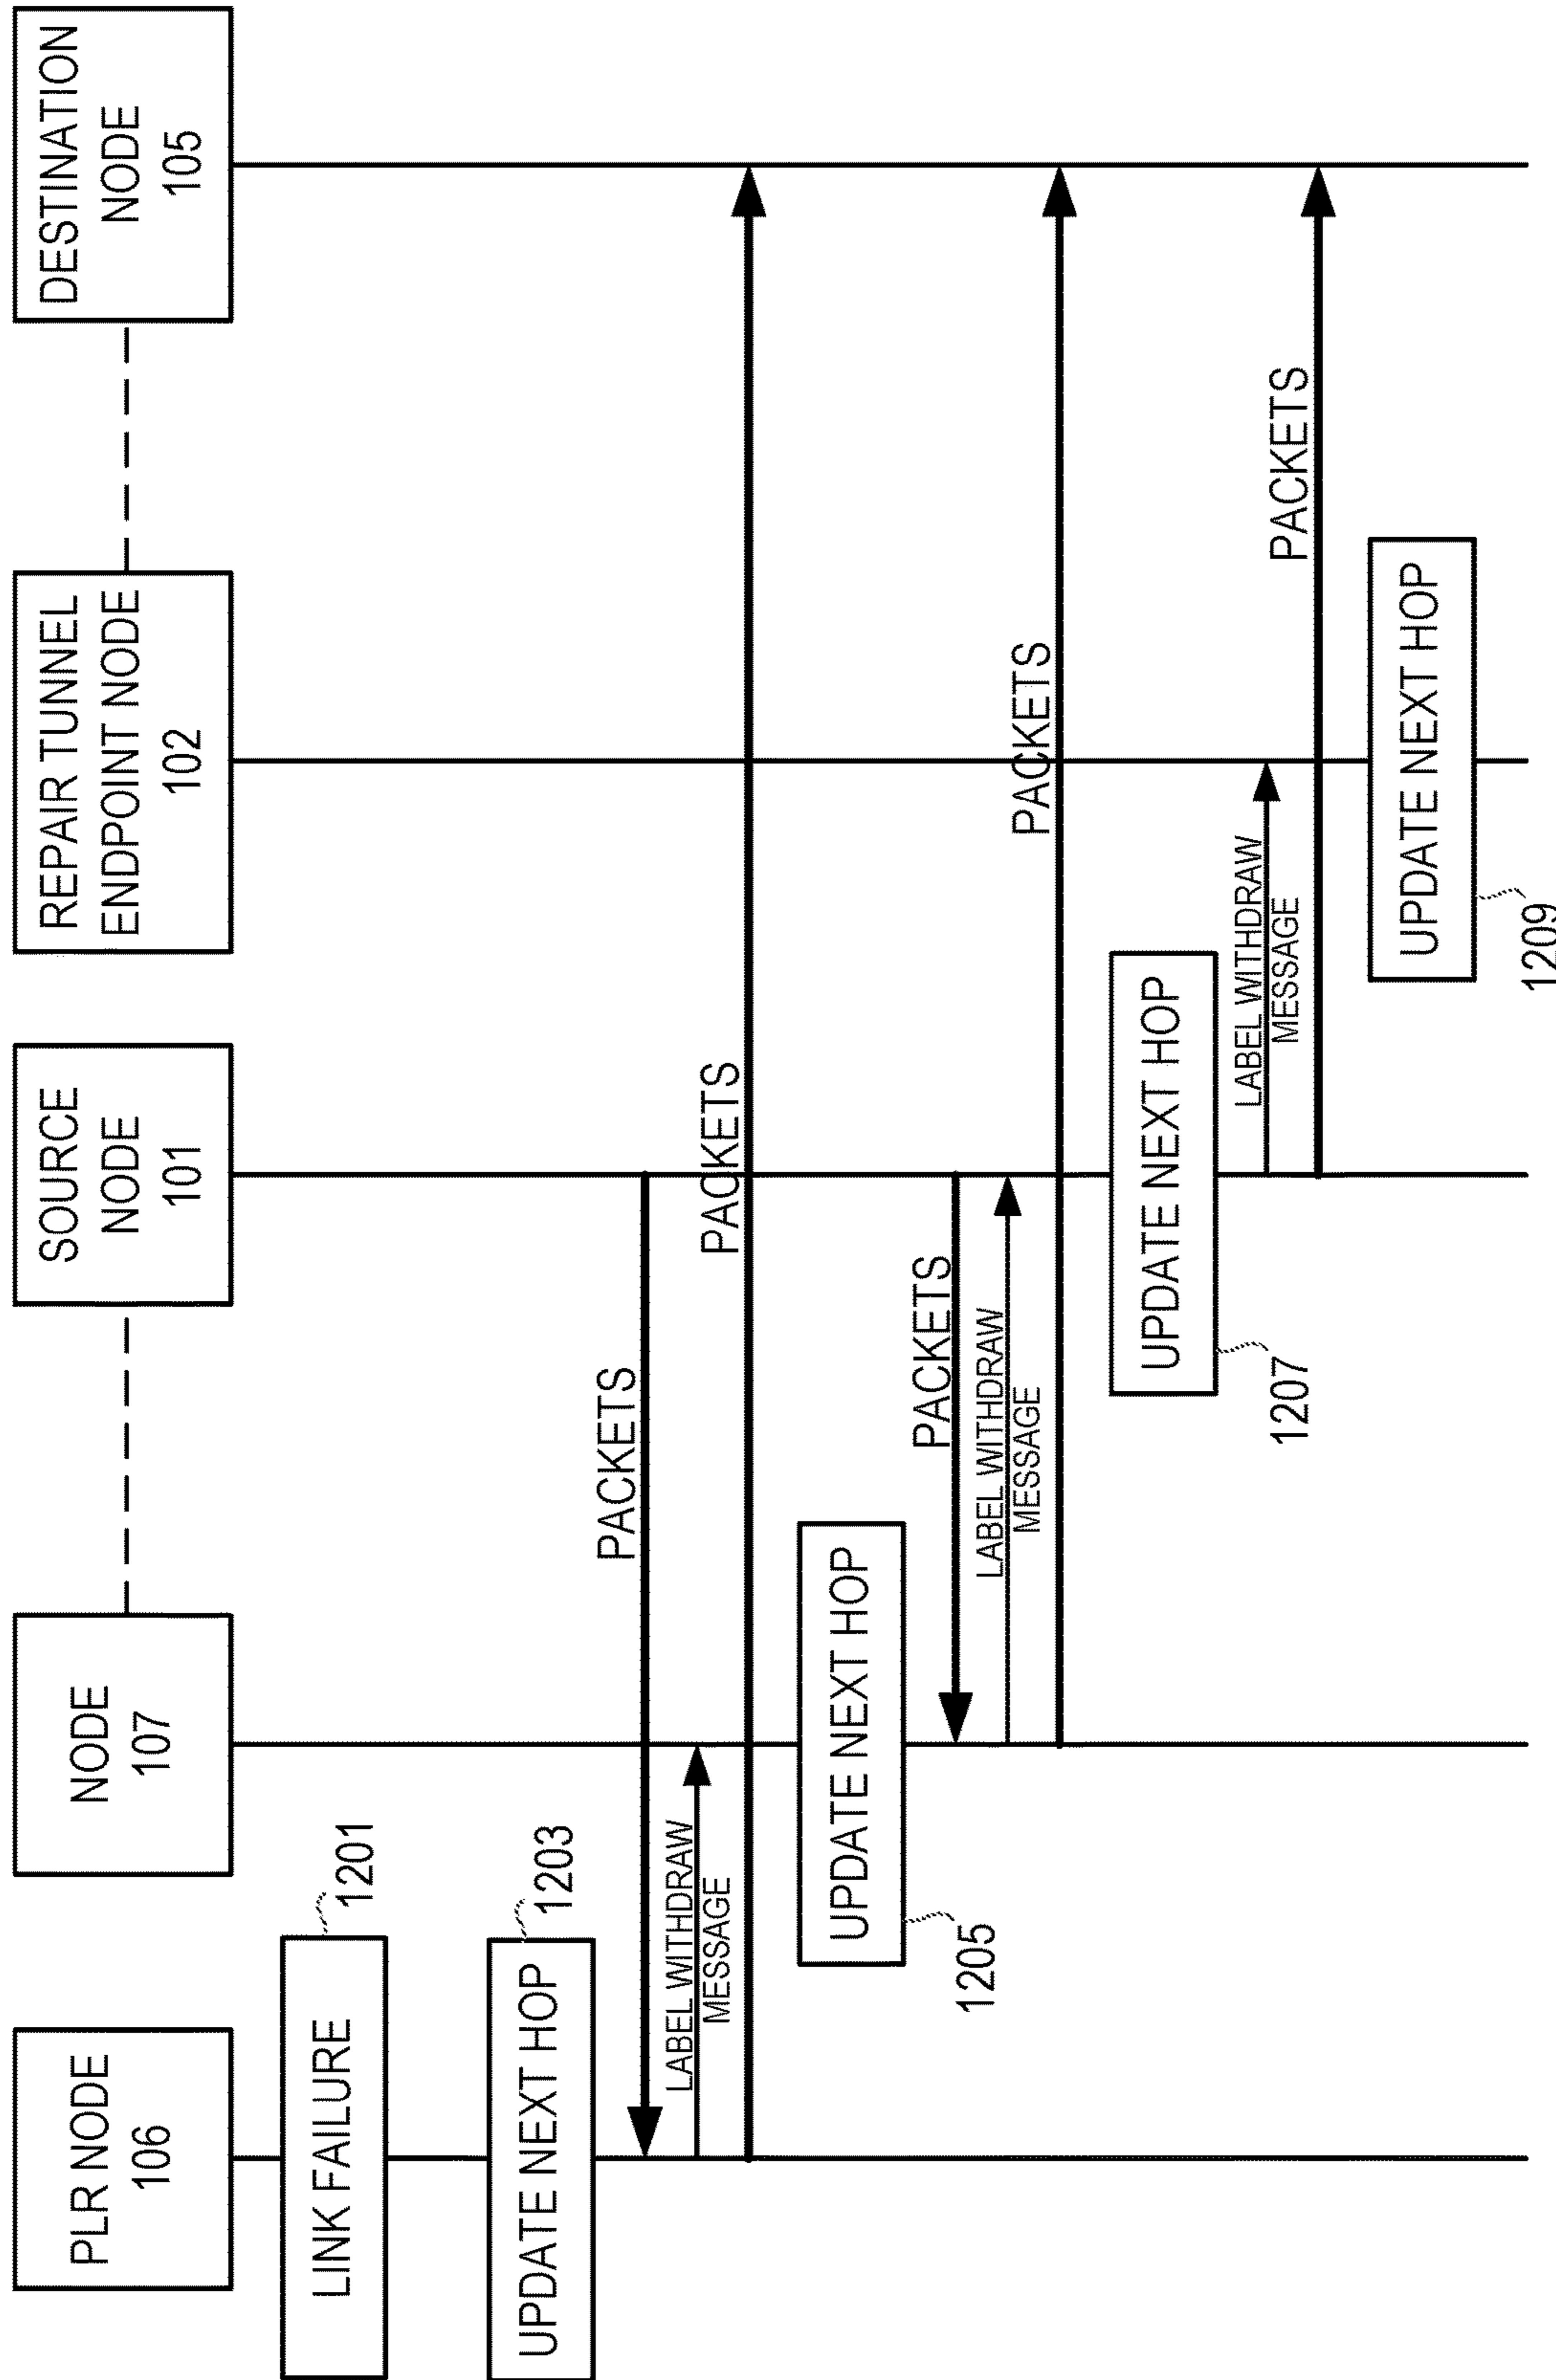 PLR NODE
106
NODE
107
SOURCE
NODE
101
REPAIR TUNNEL
ENDPOINT NODE
102
DESTINATION
NODE
105
LINK FAILURE
1201
UPDATE NEXT HOP
1203
PACKETS
LABEL WITHDRAW
MESSAGE
PACKETS
UPDATE NEXT HOP
1205
PACKETS
LABEL WITHDRAW
MESSAGE
PACKETS
UPDATE NEXT HOP
1207
LABEL WITHDRAW
MESSAGE
PACKETS
UPDATE NEXT HOP
1209